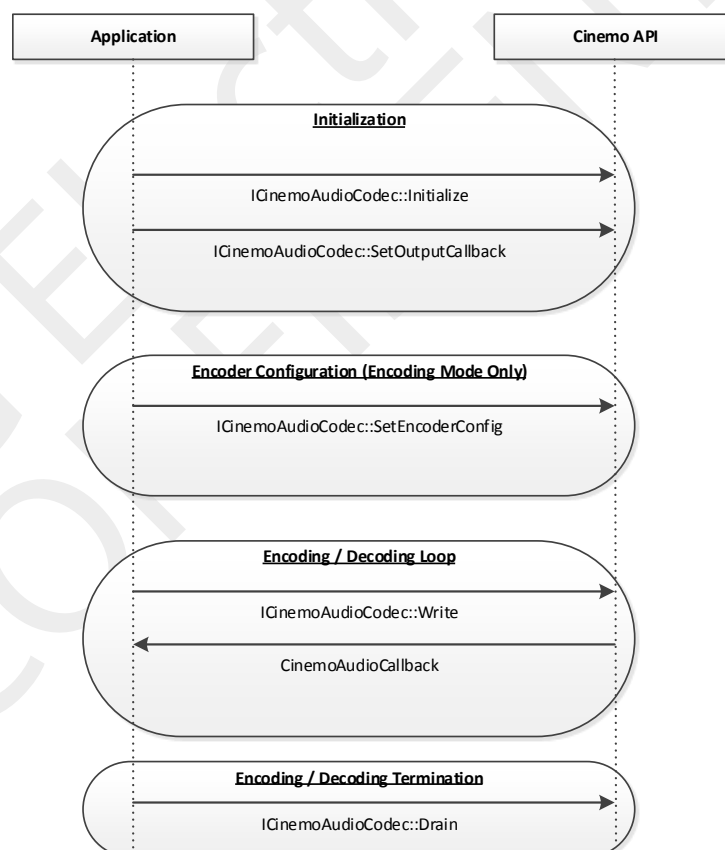 Application
Cinemo API
Initialization
ICinemoAudioCodec::Initialize
ICinemoAudioCodec::SetOutputCallback
Encoder Configuration (Encoding Mode Only)
ICinemoAudioCodec::SetEncoderConfig
Encoding / Decoding Loop
ICinemoAudioCodec::Write
CinemoAudioCallback
Encoding / Decoding Termination
ICinemoAudioCodec::Drain